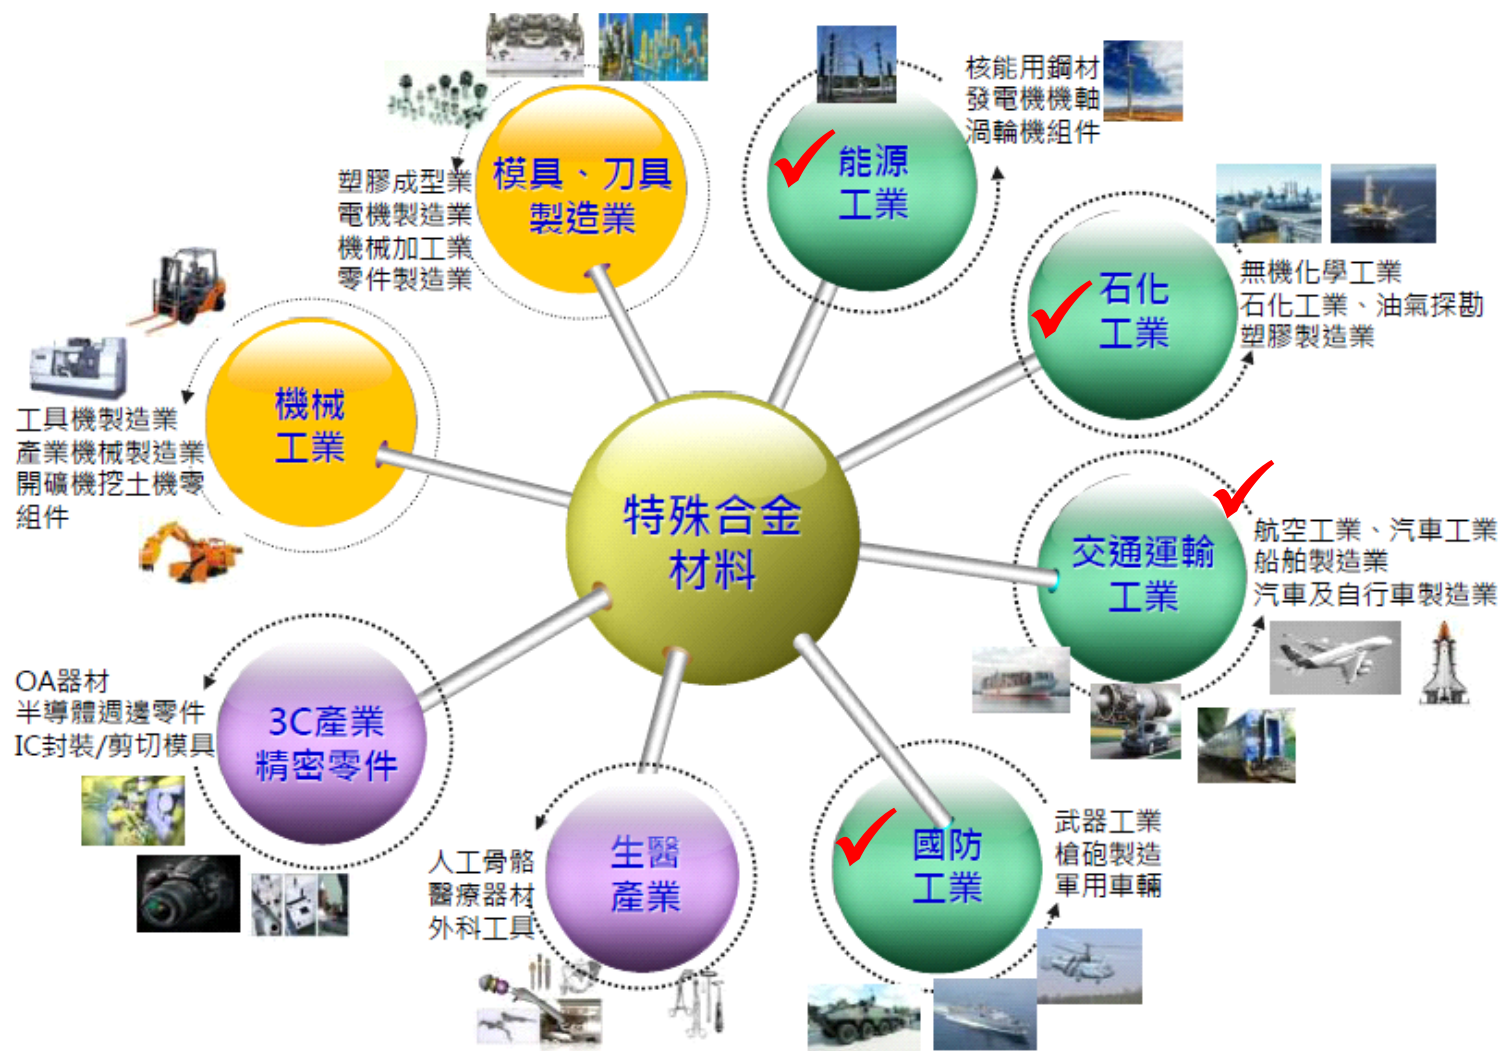 特殊合金
材料
模具、刀具
製造業
塑膠成型業
電機製造業
機械加工業
零件製造業
能源
工業
核能用鋼材
發電機機軸
渦輪機組件
石化
工業
無機化學工業
石化工業、油氣探勘
塑膠製造業
交通運輸
工業
航空工業、汽車工業
船舶製造業
汽車及自行車製造業
國防
工業
武器工業
槍砲製造
軍用車輛
生醫
產業
人工骨骼
醫療器材
外科工具
3C產業
精密零件
OA器材
半導體週邊零件
IC封裝/剪切模具
機械
工業
工具機製造業
產業機械製造業
開礦機挖土機零
組件